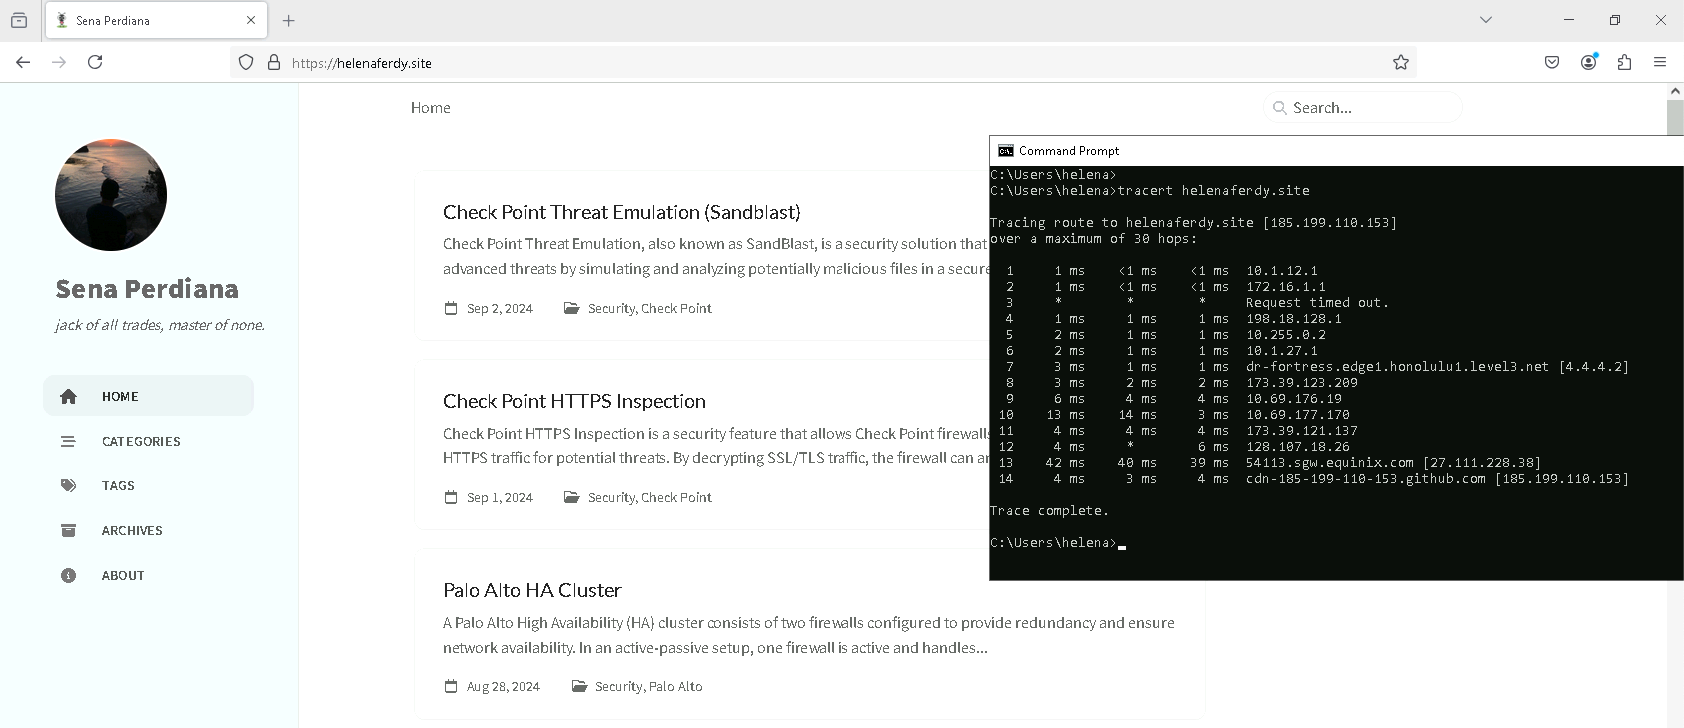 Sena Perdiana
https://helenaferdy.site
Sena Perdiana
jack of all trades, master of none.
HOME
CATEGORIES
TAGS
ARCHIVES
ABOUT
Home
Search...
Check Point Threat Emulation (Sandblast)
Check Point Threat Emulation, also known as SandBlast, is a security solution that
advanced threats by simulating and analyzing potentially malicious files in a secure
Sep 2, 2024 Security, Check Point
Check Point HTTPS Inspection
Check Point HTTPS Inspection is a security feature that allows Check Point firewalls
HTTPS traffic for potential threats. By decrypting SSL/TLS traffic, the firewall can
Sep 1, 2024 Security, Check Point
Palo Alto HA Cluster
A Palo Alto High Availability (HA) cluster consists of two firewalls configured to provide redundancy and ensure
network availability. In an active-passive setup, one firewall is active and handles...
Aug 28, 2024 Security, Palo Alto
Command Prompt
C:\Users\helena>
C:\Users\helena>tracert helenaferdy.site
Tracing route to helenaferdy.site [185.199.110.153]
over a maximum of 30 hops:
1 1 ms <1 ms <1 ms 10.1.12.1
2 1 ms <1 ms <1 ms 172.16.1.1
3 * * * Request timed out.
4 1 ms 1 ms 1 ms 198.18.128.1
5 2 ms 1 ms 1 ms 10.255.0.2
6 2 ms 1 ms 1 ms 10.1.27.1
7 3 ms 1 ms 1 ms dr-fortress.edge1.honolulu1.level3.net [4.4.4.2]
8 3 ms 2 ms 2 ms 173.39.123.209
9 6 ms 4 ms 4 ms 10.69.176.19
10 13 ms 14 ms 3 ms 10.69.177.170
11 4 ms 4 ms 4 ms 173.39.121.137
12 4 ms * 6 ms 128.107.18.26
13 42 ms 40 ms 39 ms 54113.sgw.equinix.com [27.111.228.38]
14 4 ms 3 ms 4 ms cdn-185-199-110-153.github.com [185.199.110.153]
Trace complete.
C:\Users\helena>